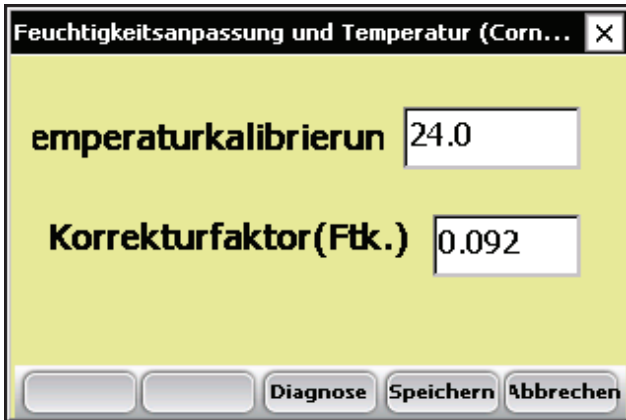 Feuchtigkeitsanpassung und Temperatur (Corn...
emperaturkalibrierun 24.0
Korrekturfaktor(Ftk.) 0.092
Diagnose Speichern Abbrechen